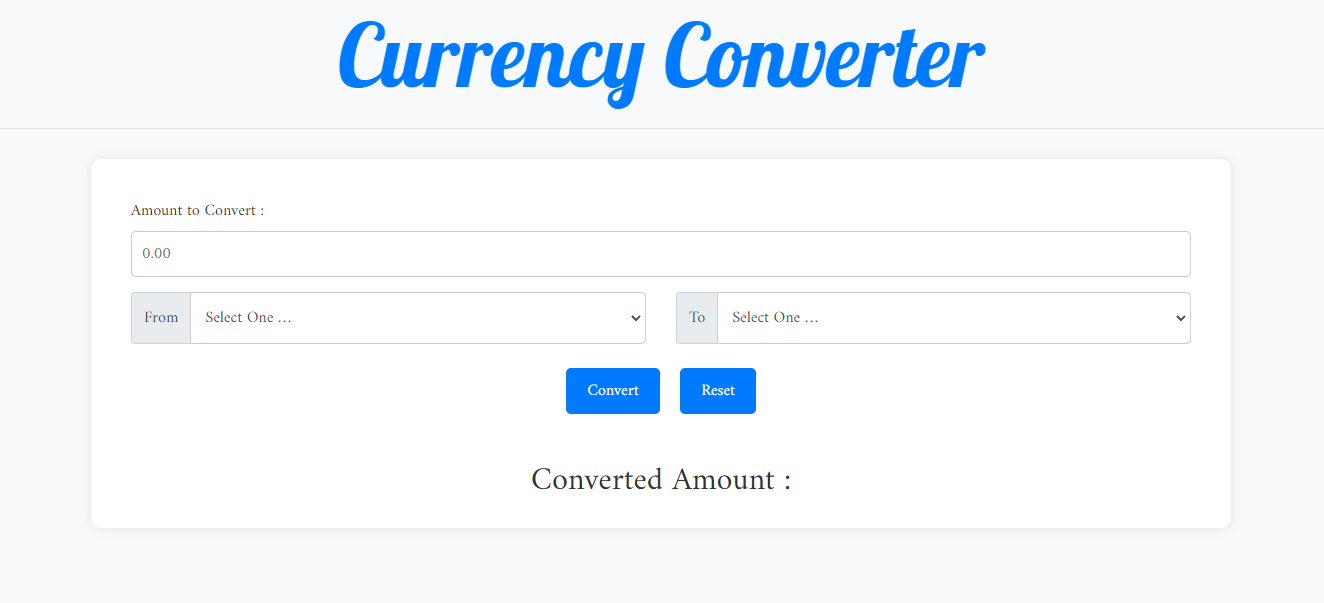 Currency Converter
Amount to Convert :
0.00
From Select One ... To Select One ...
Convert Reset
Converted Amount :